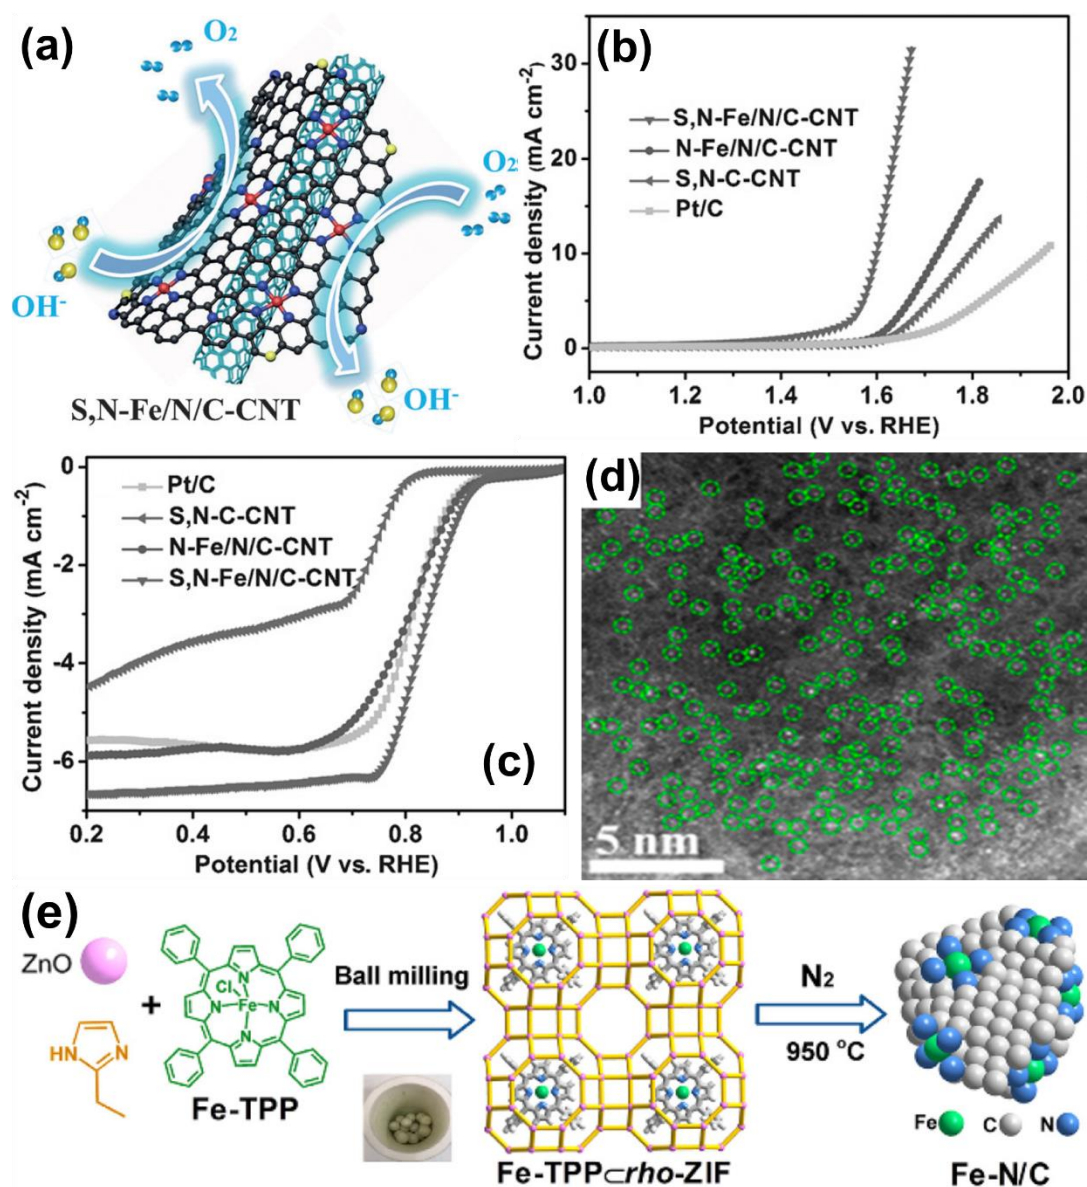 (a)
O₂
O₂
OH⁻
OH⁻
S,N-Fe/N/C-CNT
(b)
Current density (mA cm⁻²)
30
20
10
0
S,N-Fe/N/C-CNT
N-Fe/N/C-CNT
S,N-C-CNT
Pt/C
1.0 1.2 1.4 1.6 1.8 2.0
Potential (V vs. RHE)
(c)
Current density (mA cm⁻²)
0
-2
-4
-6
Pt/C
S,N-C-CNT
N-Fe/N/C-CNT
S,N-Fe/N/C-CNT
0.2 0.4 0.6 0.8 1.0
Potential (V vs. RHE)
(d)
5 nm
(e)
ZnO
+
HN
N
Cl
N
N
Fe
N
N
Fe-TPP
Ball milling
Fe-TPP⊂rho-ZIF
N₂
950 °C
Fe C N
Fe-N/C